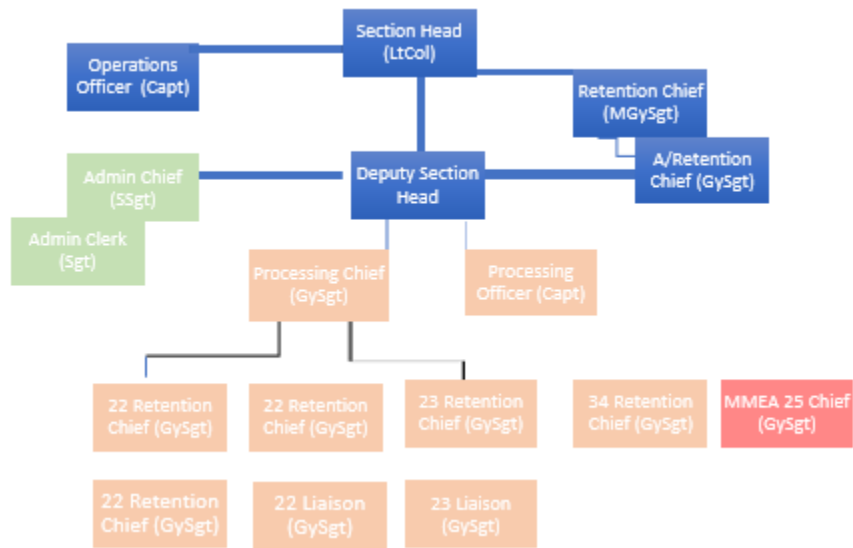 Section Head
(LtCol)
Operations
Officer (Capt)
Retention Chief
(MGySgt)
A/Retention
Chief (GySgt)
Deputy Section
Head
Admin Chief
(SSgt)
Admin Clerk
(Sgt)
Processing Chief
(GySgt)
Processing
Officer (Capt)
22 Retention
Chief (GySgt)
22 Retention
Chief (GySgt)
23 Retention
Chief (GySgt)
34 Retention
Chief (GySgt)
MMEA 25 Chief
(GySgt)
22 Retention
Chief (GySgt)
22 Liaison
(GySgt)
23 Liaison
(GySgt)